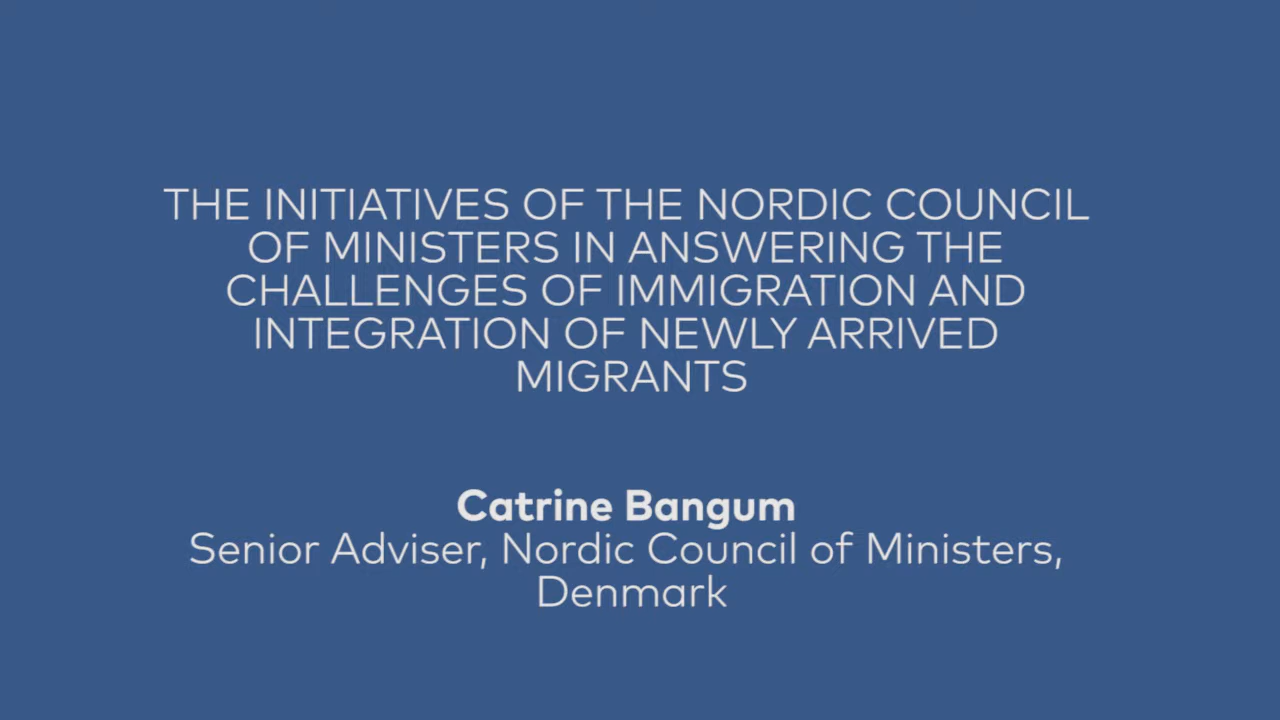 THE INITIATIVES OF THE NORDIC COUNCIL
OF MINISTERS IN ANSWERING THE
CHALLENGES OF IMMIGRATION AND
INTEGRATION OF NEWLY ARRIVED
MIGRANTS
Catrine Bangum
Senior Adviser, Nordic Council of Ministers,
Denmark